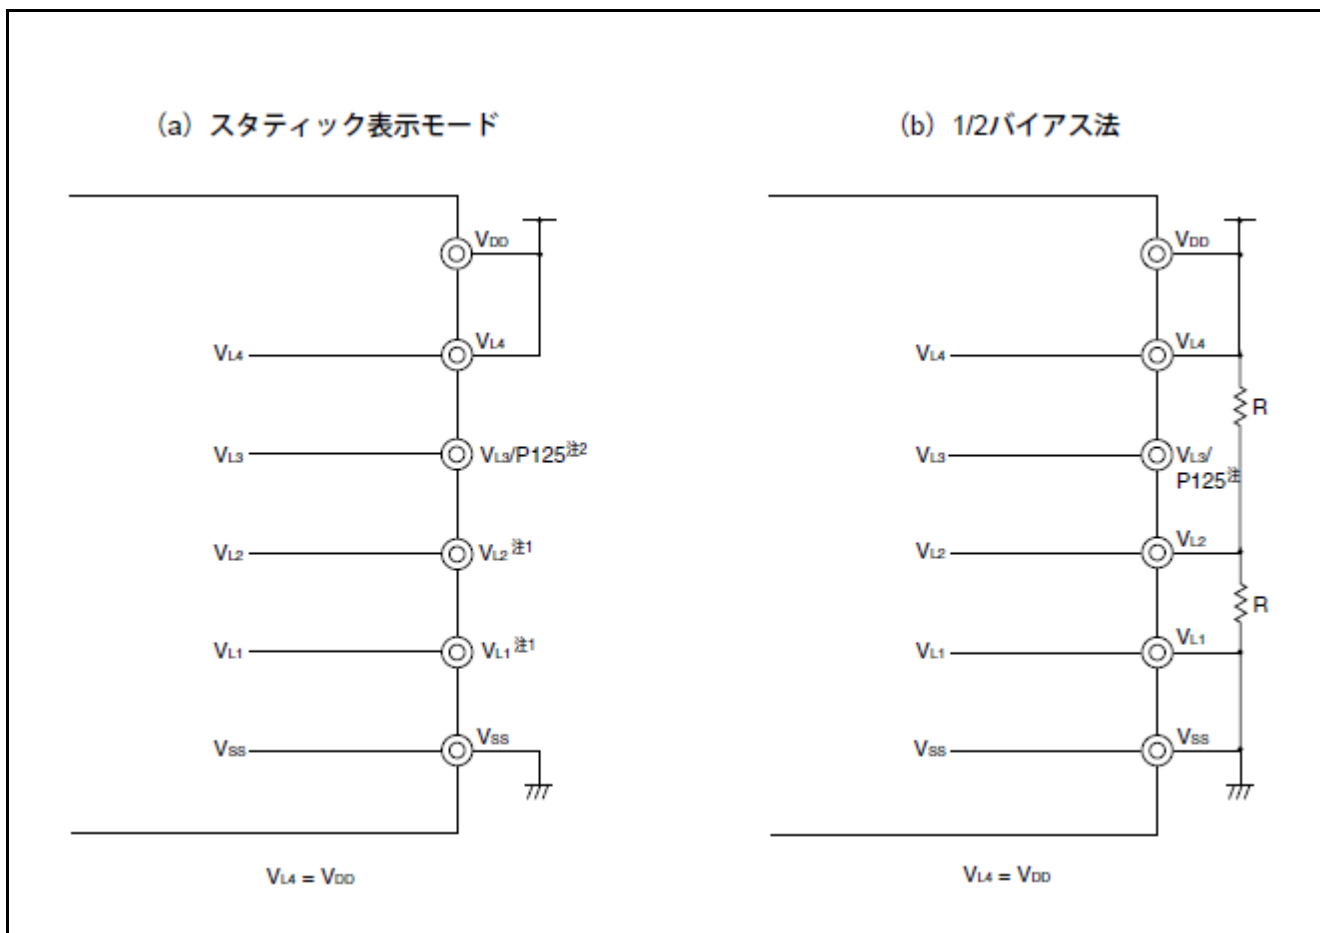 (a) スタティック表示モード
VDD
VL4 VL4
VL3 VL3/P125注2
VL2 VL2注1
VL1 VL1注1
VSS VSS
VL4 = VDD
(b) 1/2バイアス法
VDD
VL4 VL4
R
VL3 VL3/
P125注
VL2 VL2
R
VL1 VL1
VSS VSS
VL4 = VDD